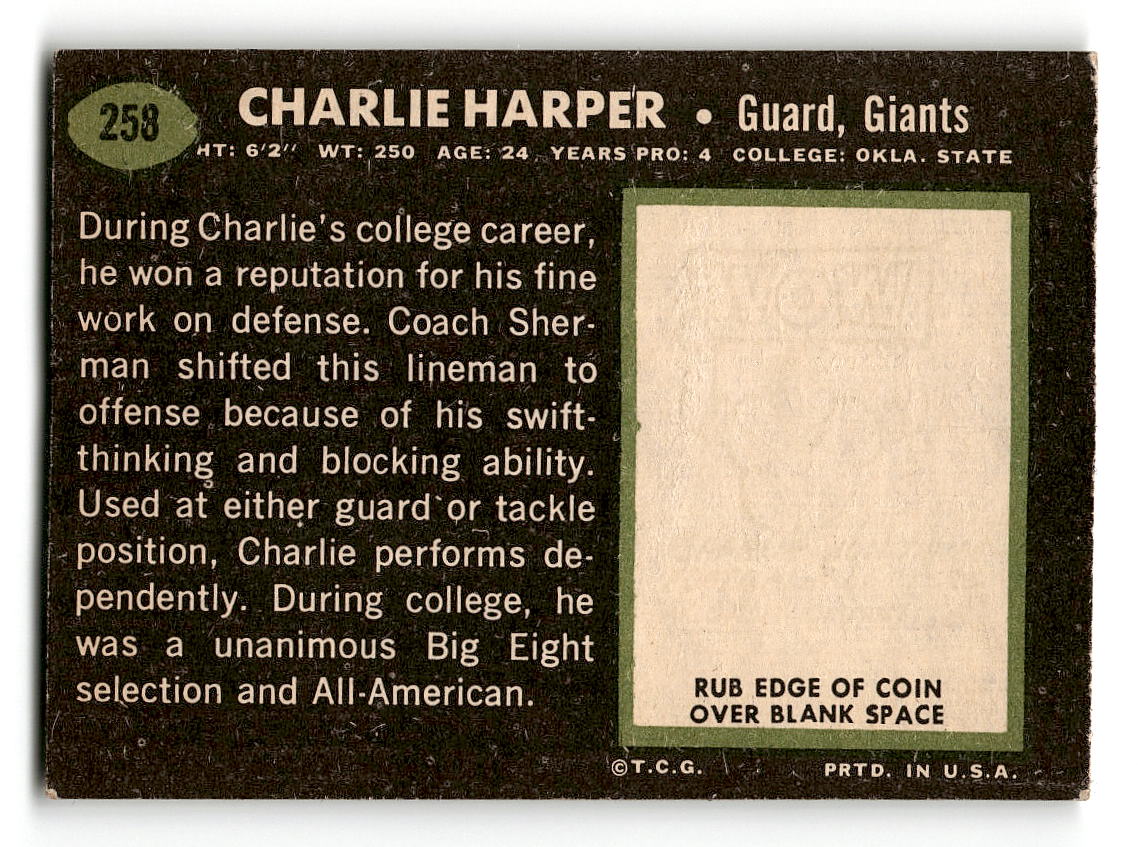 258
CHARLIE HARPER • Guard, Giants
HT: 6'2" WT: 250 AGE: 24 YEARS PRO: 4 COLLEGE: OKLA. STATE
During Charlie's college career,
he won a reputation for his fine
work on defense. Coach Sher-
man shifted this lineman to
offense because of his swift-
thinking and blocking ability.
Used at either guard or tackle
position, Charlie performs de-
pendently. During college, he
was a unanimous Big Eight
selection and All-American.
RUB EDGE OF COIN
OVER BLANK SPACE
©T.C.G. PRTD. IN U.S.A.